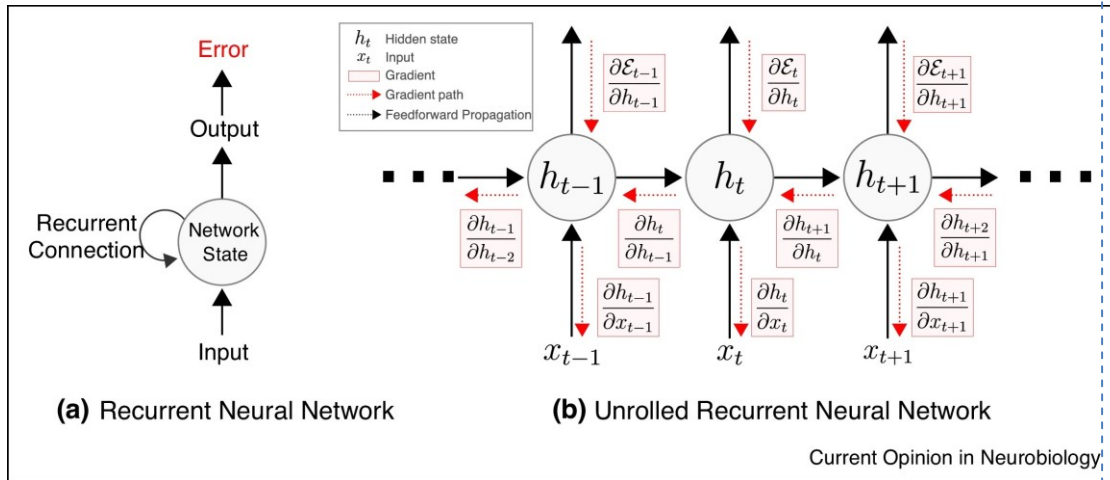 Error
Output
Recurrent
Connection
Network
State
Input
(a) Recurrent Neural Network
h_t Hidden state
x_t Input
Gradient
Gradient path
Feedforward Propagation
∂ℰ_{t−1}/∂h_{t−1}
∂ℰ_t/∂h_t
∂ℰ_{t+1}/∂h_{t+1}
h_{t−1}
h_t
h_{t+1}
∂h_{t−1}/∂h_{t−2}
∂h_t/∂h_{t−1}
∂h_{t+1}/∂h_t
∂h_{t+2}/∂h_{t+1}
∂h_{t−1}/∂x_{t−1}
∂h_t/∂x_t
∂h_{t+1}/∂x_{t+1}
x_{t−1}
x_t
x_{t+1}
(b) Unrolled Recurrent Neural Network
Current Opinion in Neurobiology